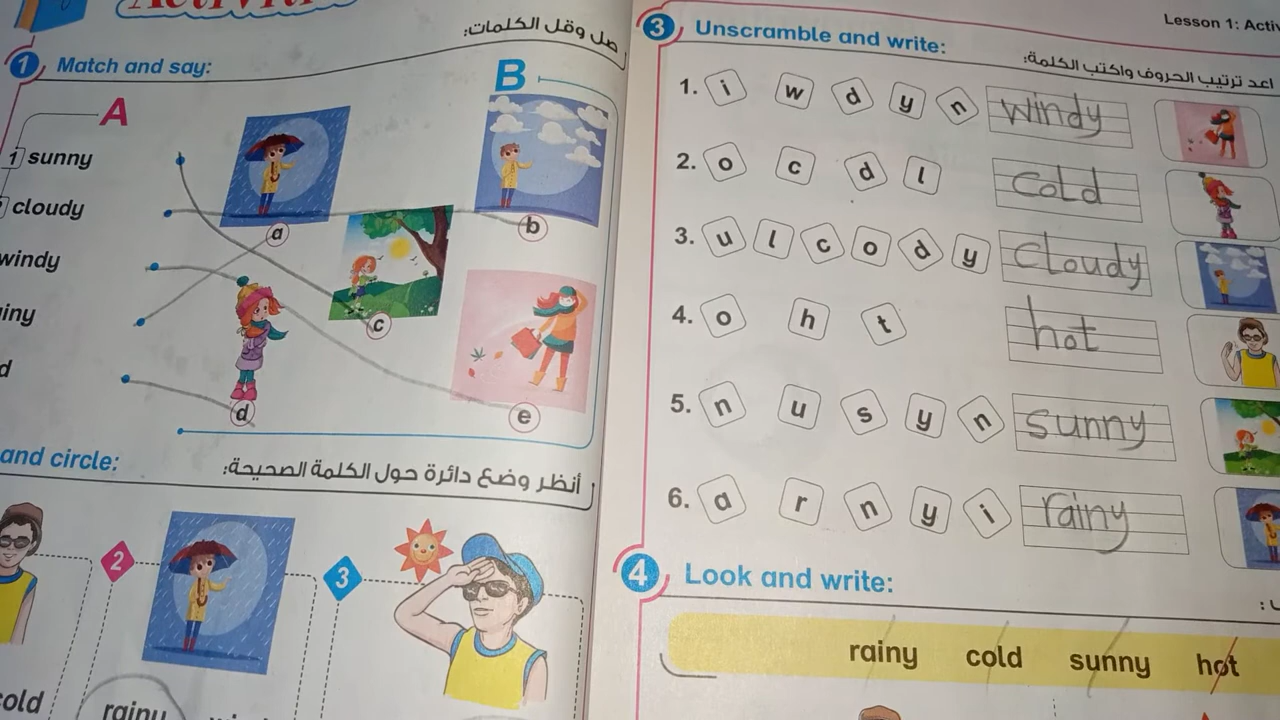 صل وقل الكلمات:
1 Match and say:
A
B
1 sunny
cloudy
windy
iny
d
a
b
c
d
e
and circle:
أنظر وضع دائرة حول الكلمة الصحيحة:
2
3
cold
rainy
Lesson 1: Activ
3 Unscramble and write:
اعد ترتيب الحروف واكتب الكلمة:
1. i w d y n windy
2. o c d l cold
3. u l c o d y cloudy
4. o h t hot
5. n u s y n sunny
6. a r n y i rainy
4 Look and write:
rainy cold sunny hot